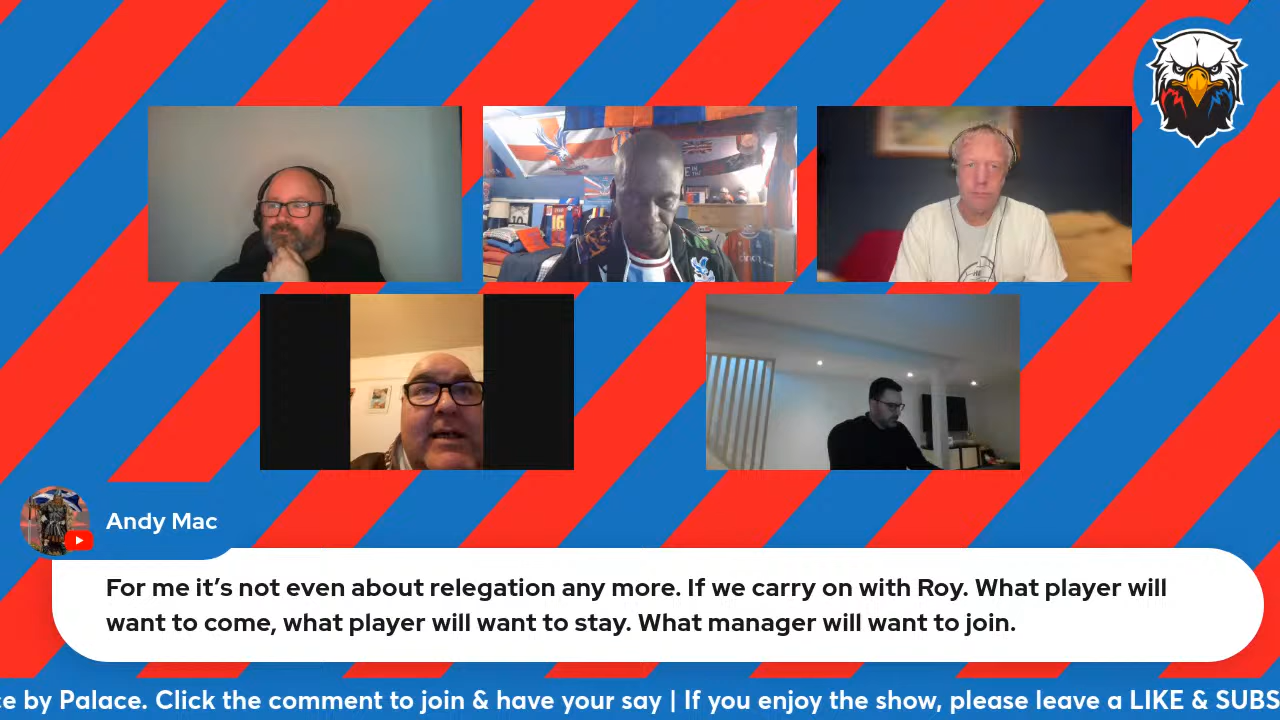 Andy Mac
For me it's not even about relegation any more. If we carry on with Roy. What player will
want to come, what player will want to stay. What manager will want to join.
ce by Palace. Click the comment to join & have your say | If you enjoy the show, please leave a LIKE & SUBS